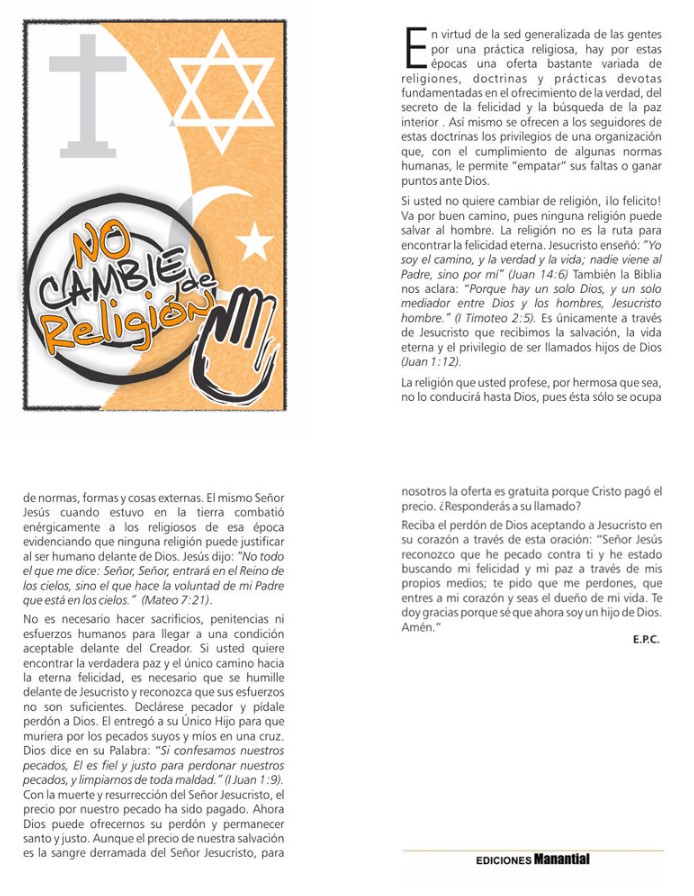 NO
CAMBIE de
Religión
En virtud de la sed generalizada de las gentes
por una práctica religiosa, hay por estas
épocas una oferta bastante variada de
religiones, doctrinas y prácticas devotas
fundamentadas en el ofrecimiento de la verdad, del
secreto de la felicidad y la búsqueda de la paz
interior . Así mismo se ofrecen a los seguidores de
estas doctrinas los privilegios de una organización
que, con el cumplimiento de algunas normas
humanas, le permite “empatar” sus faltas o ganar
puntos ante Dios.
Si usted no quiere cambiar de religión, ¡lo felicito!
Va por buen camino, pues ninguna religión puede
salvar al hombre. La religión no es la ruta para
encontrar la felicidad eterna. Jesucristo enseñó: “Yo
soy el camino, y la verdad y la vida; nadie viene al
Padre, sino por mí” (Juan 14:6) También la Biblia
nos aclara: “Porque hay un solo Dios, y un solo
mediador entre Dios y los hombres, Jesucristo
hombre.” (I Timoteo 2:5). Es únicamente a través
de Jesucristo que recibimos la salvación, la vida
eterna y el privilegio de ser llamados hijos de Dios
(Juan 1:12).
La religión que usted profese, por hermosa que sea,
no lo conducirá hasta Dios, pues ésta sólo se ocupa
de normas, formas y cosas externas. El mismo Señor
Jesús cuando estuvo en la tierra combatió
enérgicamente a los religiosos de esa época
evidenciando que ninguna religión puede justificar
al ser humano delante de Dios. Jesús dijo: “No todo
el que me dice: Señor, Señor, entrará en el Reino de
los cielos, sino el que hace la voluntad de mi Padre
que está en los cielos.” (Mateo 7:21).
No es necesario hacer sacrificios, penitencias ni
esfuerzos humanos para llegar a una condición
aceptable delante del Creador. Si usted quiere
encontrar la verdadera paz y el único camino hacia
la eterna felicidad, es necesario que se humille
delante de Jesucristo y reconozca que sus esfuerzos
no son suficientes. Declárese pecador y pídale
perdón a Dios. El entregó a su Único Hijo para que
muriera por los pecados suyos y míos en una cruz.
Dios dice en su Palabra: “Si confesamos nuestros
pecados, El es fiel y justo para perdonar nuestros
pecados, y limpiarnos de toda maldad.” (I Juan 1:9).
Con la muerte y resurrección del Señor Jesucristo, el
precio por nuestro pecado ha sido pagado. Ahora
Dios puede ofrecernos su perdón y permanecer
santo y justo. Aunque el precio de nuestra salvación
es la sangre derramada del Señor Jesucristo, para
nosotros la oferta es gratuita porque Cristo pagó el
precio. ¿Responderás a su llamado?
Reciba el perdón de Dios aceptando a Jesucristo en
su corazón a través de esta oración: “Señor Jesús
reconozco que he pecado contra ti y he estado
buscando mi felicidad y mi paz a través de mis
propios medios; te pido que me perdones, que
entres a mi corazón y seas el dueño de mi vida. Te
doy gracias porque sé que ahora soy un hijo de Dios.
Amén.”
E.P.C.
EDICIONES Manantial